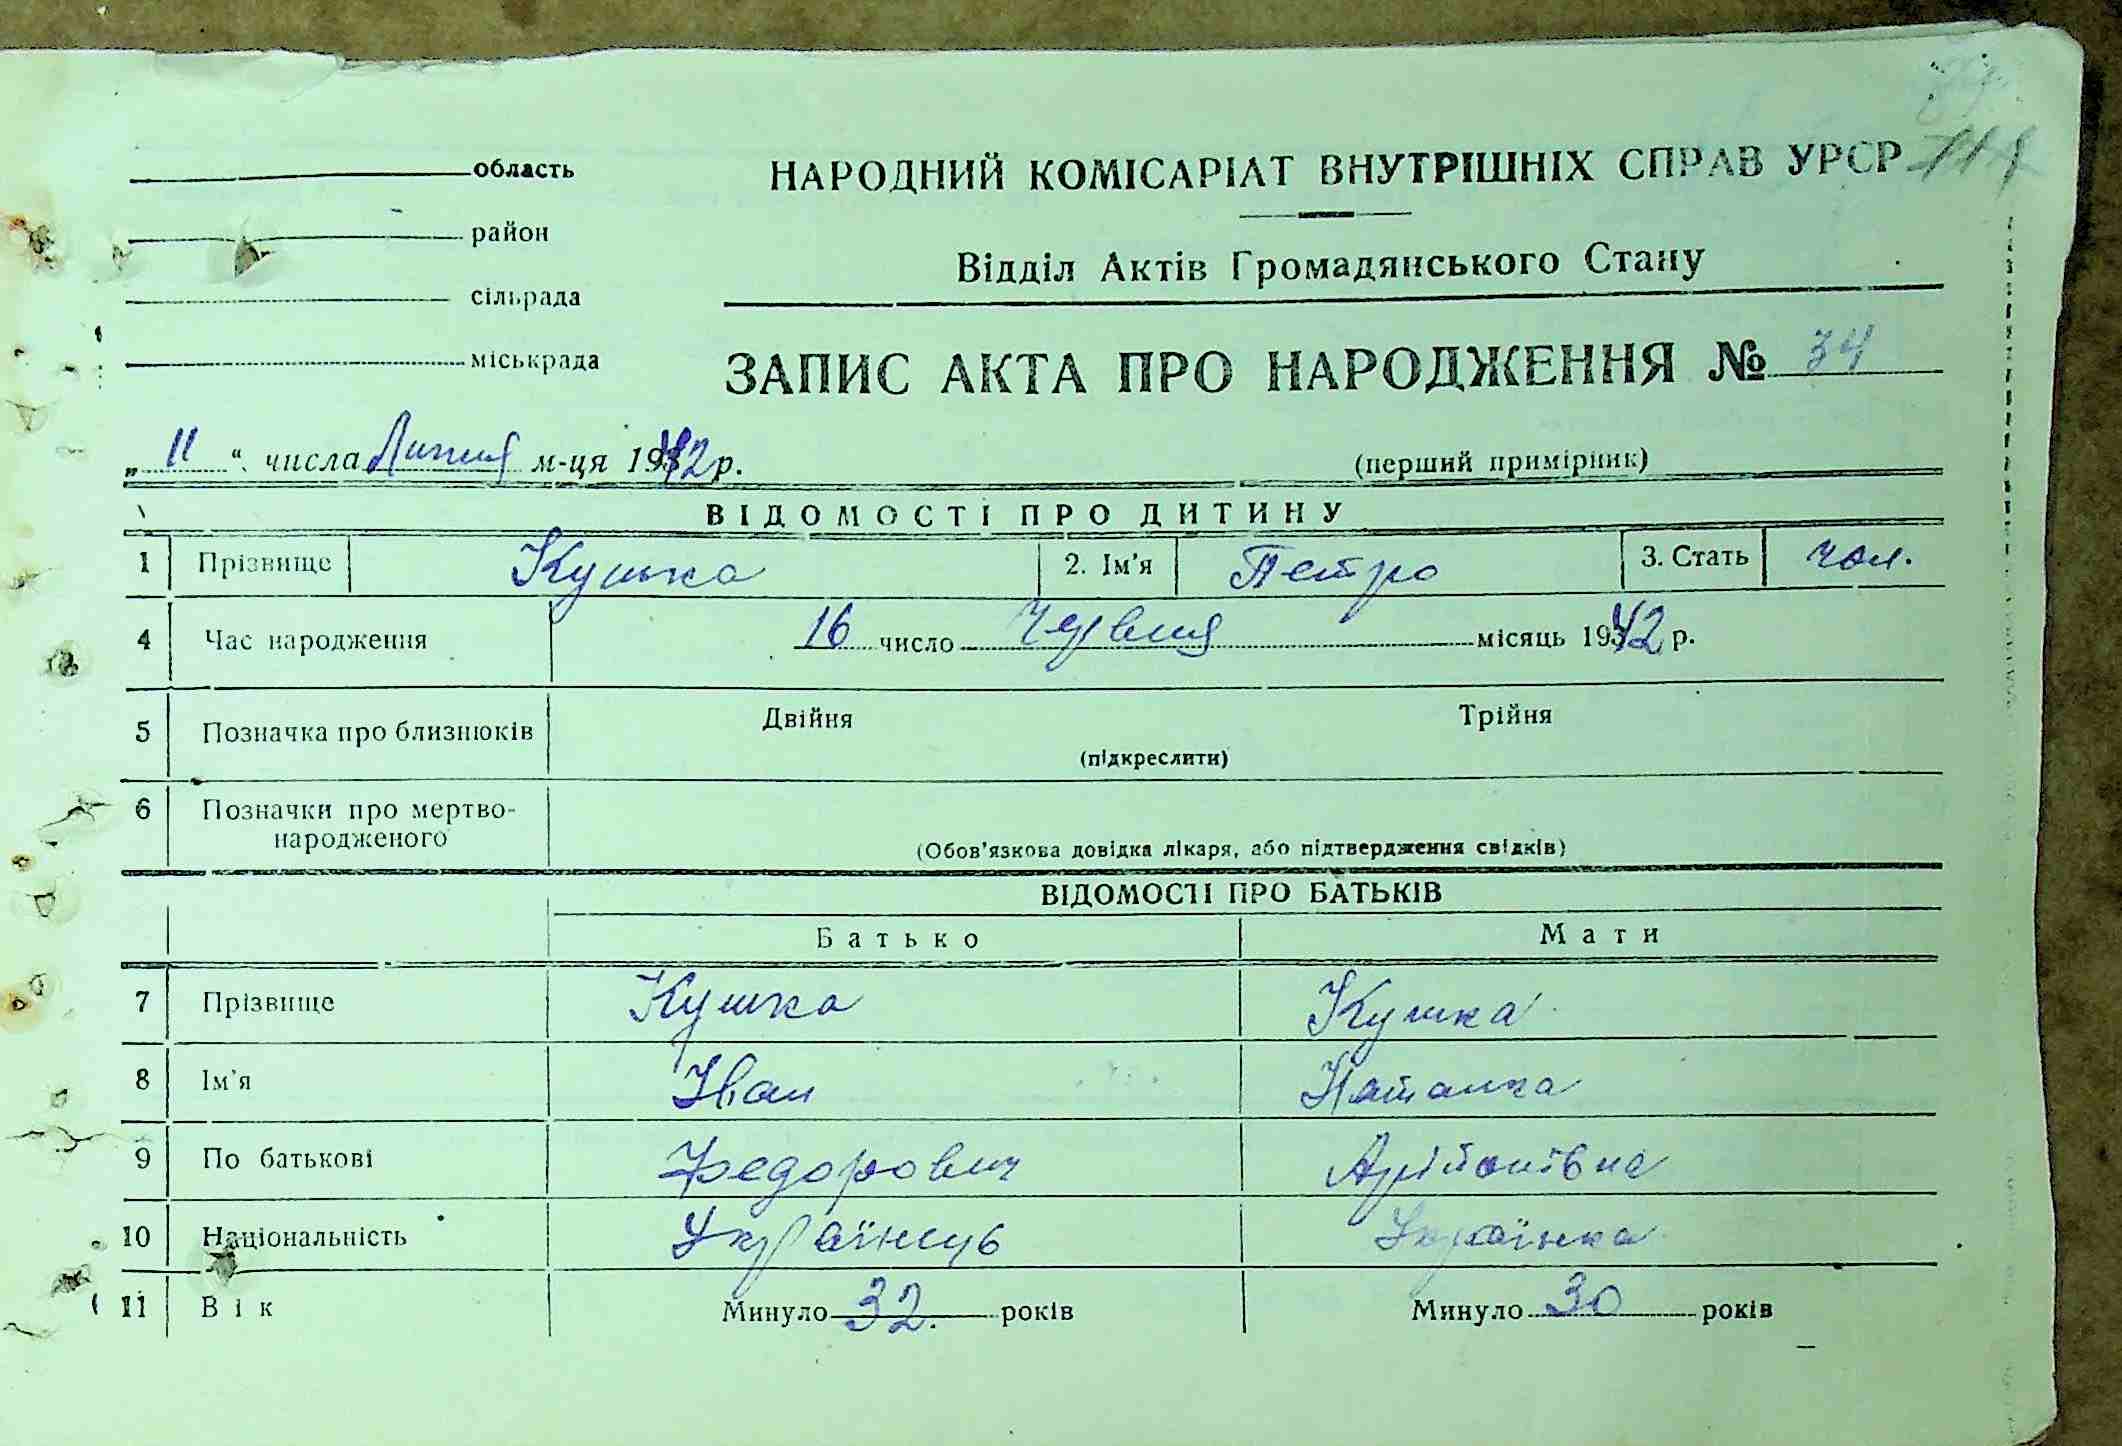 область
НАРОДНИЙ КОМІСАРІАТ ВНУТРІШНІХ СПРАВ УРСР
район
Відділ Актів Громадянського Стану
сільрада
міськрада
ЗАПИС АКТА ПРО НАРОДЖЕННЯ № 34
„ 11 “ числа Липня м-ця 1942 р.
(перший примірник)
ВІДОМОСТІ ПРО ДИТИНУ
1 Прізвище Кушка 2. Ім'я Петро 3. Стать чол.
4 Час народження 16 число Червня місяць 1942 р.
5 Позначка про близнюків Двійня Трійня
(підкреслити)
6 Позначки про мертво-
народженого
(Обов'язкова довідка лікаря, або підтвердження свідків)
ВІДОМОСТІ ПРО БАТЬКІВ
Батько Мати
7 Прізвище Кушка Кушка
8 Ім'я Іван Наталка
9 По батькові Федорович
10 Національність Українець Українка
11 Вік Минуло 32 років Минуло 30 років